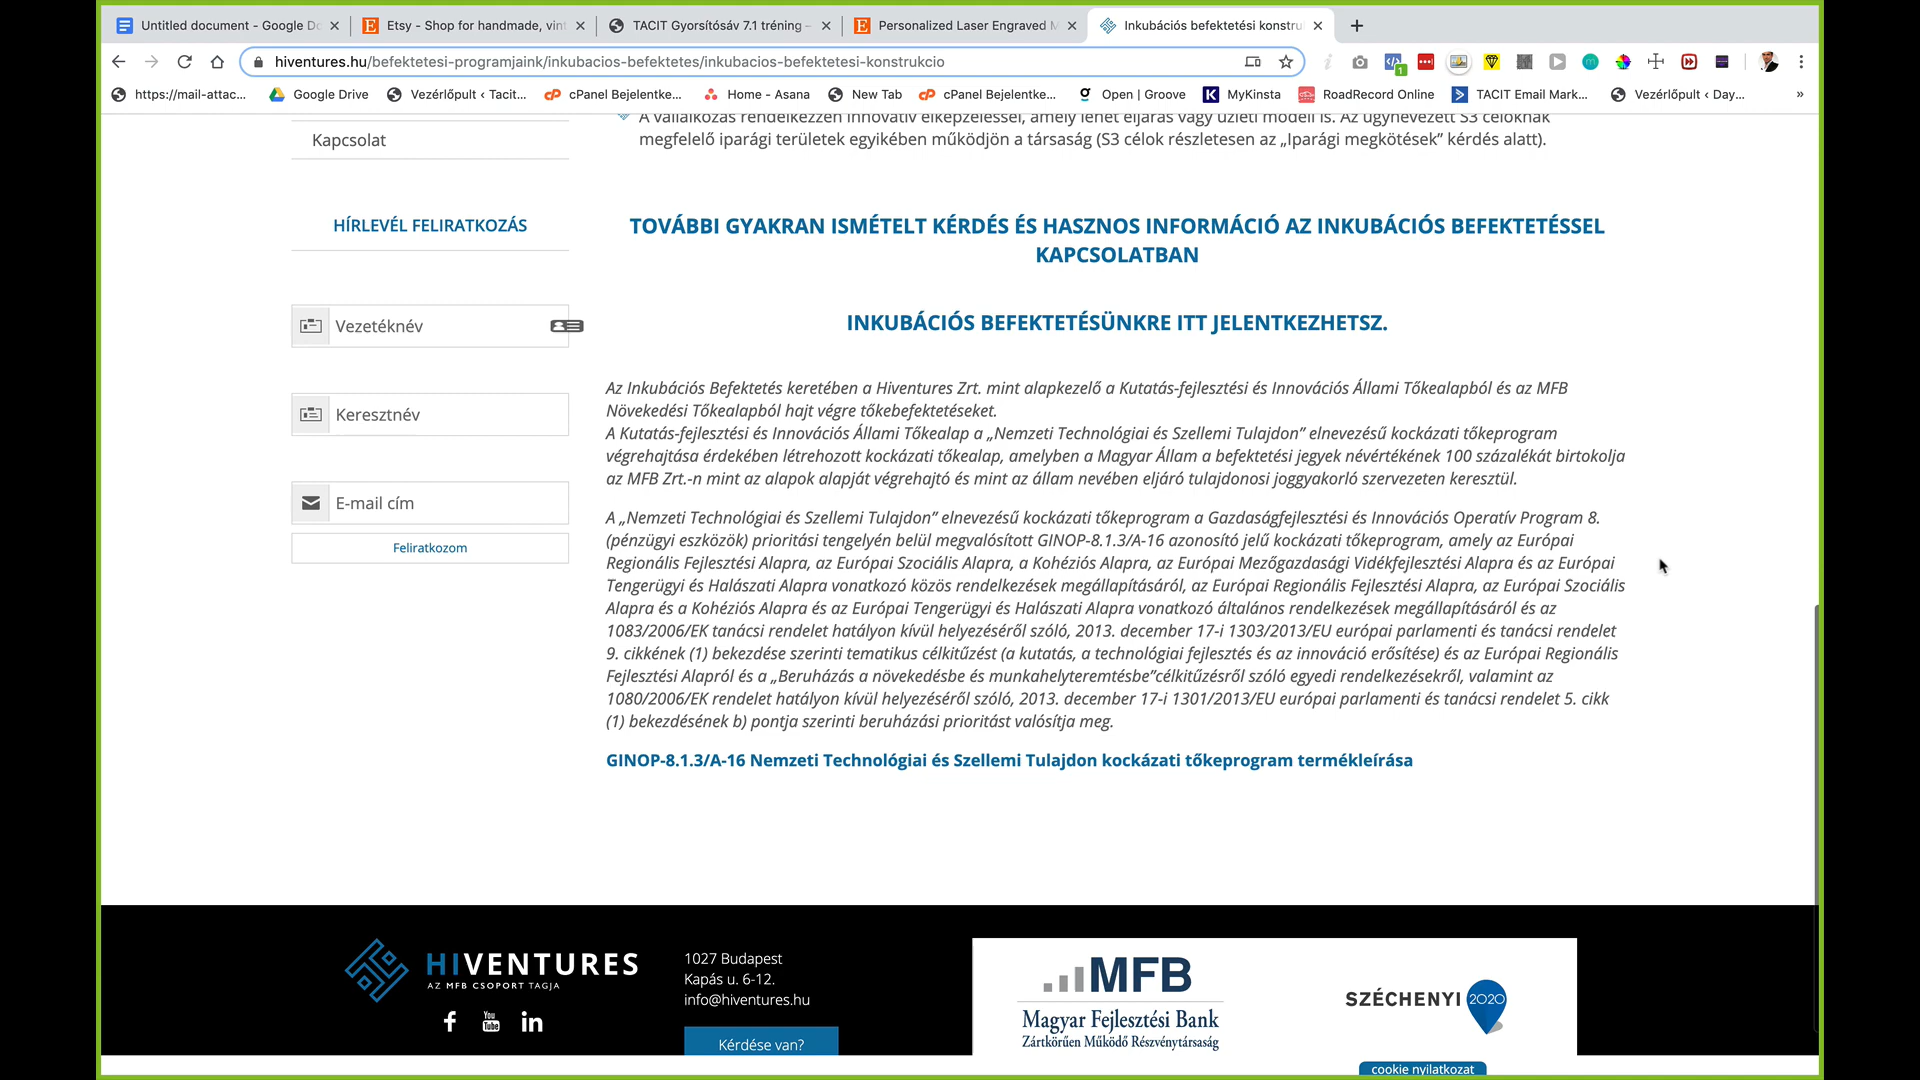 Untitled document - Google Do
Etsy - Shop for handmade, vint
TACIT Gyorsítósáv 7.1 tréning -
Personalized Laser Engraved M
Inkubációs befektetési konstru
hiventures.hu/befektetesi-programjaink/inkubacios-befektetes/inkubacios-befektetesi-konstrukcio
1
https://mail-attac...
Google Drive
Vezérlőpult ‹ Tacit...
cPanel Bejelentke...
Home - Asana
New Tab
cPanel Bejelentke...
Open | Groove
MyKinsta
RoadRecord Online
TACIT Email Mark...
Vezérlőpult ‹ Day...
»
Kapcsolat
HÍRLEVÉL FELIRATKOZÁS
Vezetéknév
Keresztnév
E-mail cím
Feliratkozom
A vállalkozás rendelkezzen innovatív elképzeléssel, amely lehet eljárás vagy üzleti modell is. Az úgynevezett S3 céloknak
megfelelő iparági területek egyikében működjön a társaság (S3 célok részletesen az „Iparági megkötések” kérdés alatt).
TOVÁBBI GYAKRAN ISMÉTELT KÉRDÉS ÉS HASZNOS INFORMÁCIÓ AZ INKUBÁCIÓS BEFEKTETÉSSEL
KAPCSOLATBAN
INKUBÁCIÓS BEFEKTETÉSÜNKRE ITT JELENTKEZHETSZ.
Az Inkubációs Befektetés keretében a Hiventures Zrt. mint alapkezelő a Kutatás-fejlesztési és Innovációs Állami Tőkealapból és az MFB
Növekedési Tőkealapból hajt végre tőkebefektetéseket.
A Kutatás-fejlesztési és Innovációs Állami Tőkealap a „Nemzeti Technológiai és Szellemi Tulajdon” elnevezésű kockázati tőkeprogram
végrehajtása érdekében létrehozott kockázati tőkealap, amelyben a Magyar Állam a befektetési jegyek névértékének 100 százalékát birtokolja
az MFB Zrt.-n mint az alapok alapját végrehajtó és mint az állam nevében eljáró tulajdonosi joggyakorló szervezeten keresztül.
A „Nemzeti Technológiai és Szellemi Tulajdon” elnevezésű kockázati tőkeprogram a Gazdaságfejlesztési és Innovációs Operatív Program 8.
(pénzügyi eszközök) prioritási tengelyén belül megvalósított GINOP-8.1.3/A-16 azonosító jelű kockázati tőkeprogram, amely az Európai
Regionális Fejlesztési Alapra, az Európai Szociális Alapra, a Kohéziós Alapra, az Európai Mezőgazdasági Vidékfejlesztési Alapra és az Európai
Tengerügyi és Halászati Alapra vonatkozó közös rendelkezések megállapításáról, az Európai Regionális Fejlesztési Alapra, az Európai Szociális
Alapra és a Kohéziós Alapra és az Európai Tengerügyi és Halászati Alapra vonatkozó általános rendelkezések megállapításáról és az
1083/2006/EK tanácsi rendelet hatályon kívül helyezéséről szóló, 2013. december 17-i 1303/2013/EU európai parlamenti és tanácsi rendelet
9. cikkének (1) bekezdése szerinti tematikus célkitűzést (a kutatás, a technológiai fejlesztés és az innováció erősítése) és az Európai Regionális
Fejlesztési Alapról és a „Beruházás a növekedésbe és munkahelyteremtésbe”célkitűzésről szóló egyedi rendelkezésekről, valamint az
1080/2006/EK rendelet hatályon kívül helyezéséről szóló, 2013. december 17-i 1301/2013/EU európai parlamenti és tanácsi rendelet 5. cikk
(1) bekezdésének b) pontja szerinti beruházási prioritást valósítja meg.
GINOP-8.1.3/A-16 Nemzeti Technológiai és Szellemi Tulajdon kockázati tőkeprogram termékleírása
HIVENTURES
AZ MFB CSOPORT TAGJA
1027 Budapest
Kapás u. 6-12.
info@hiventures.hu
Kérdése van?
MFB
Magyar Fejlesztési Bank
Zártkörűen Működő Részvénytársaság
SZÉCHENYI 2020
cookie nyilatkozat